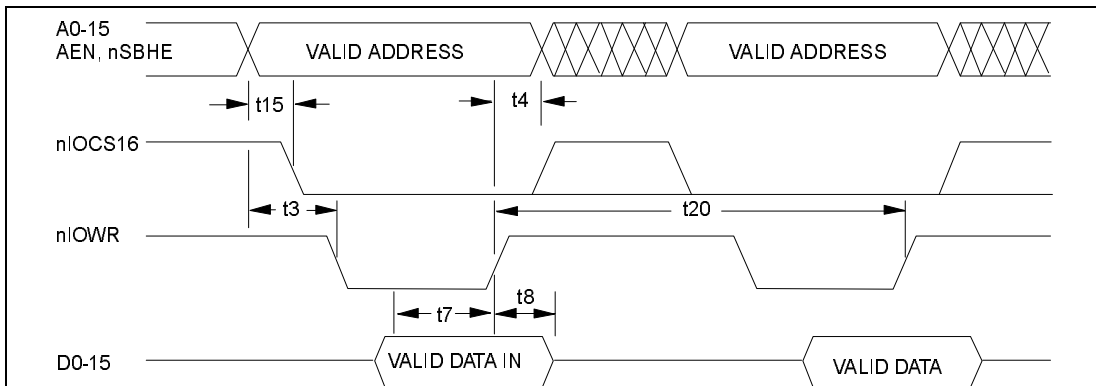 A0-15
AEN, nSBHE
VALID ADDRESS
VALID ADDRESS
t15
t4
nIOCS16
t3
t20
nIOWR
t7
t8
D0-15
VALID DATA IN
VALID DATA